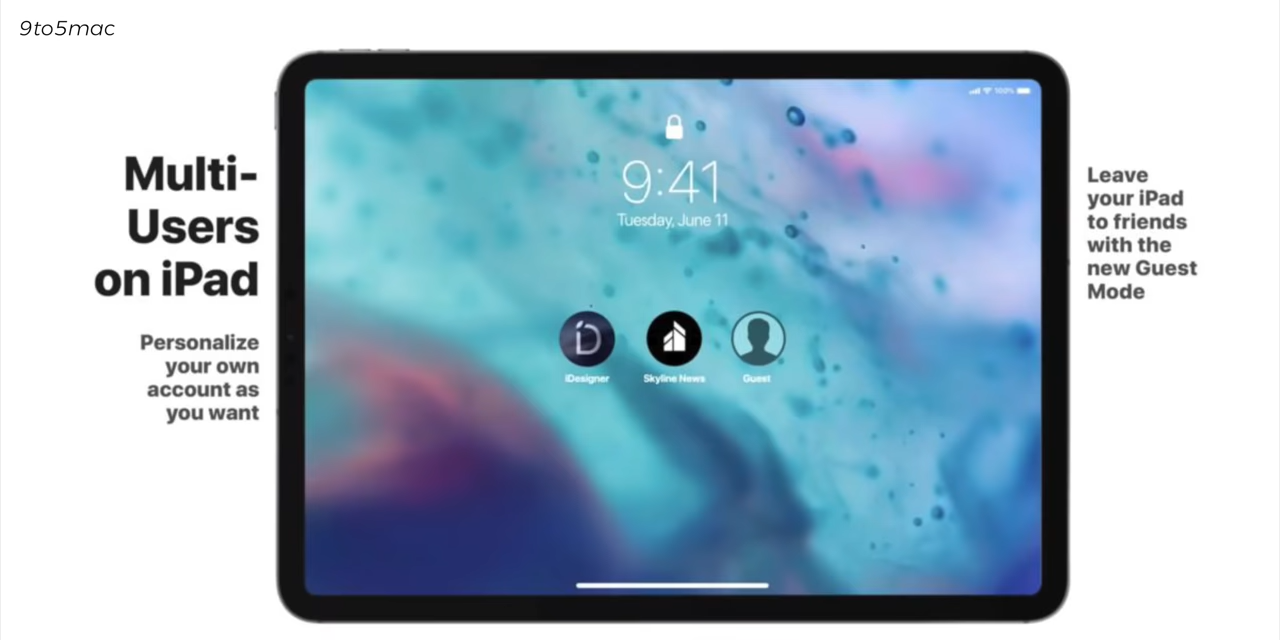 9to5mac
Multi-
Users
on iPad
Personalize
your own
account as
you want
100%
9:41
Tuesday, June 11
iDesigner
Skyline News
Guest
Leave
your iPad
to friends
with the
new Guest
Mode